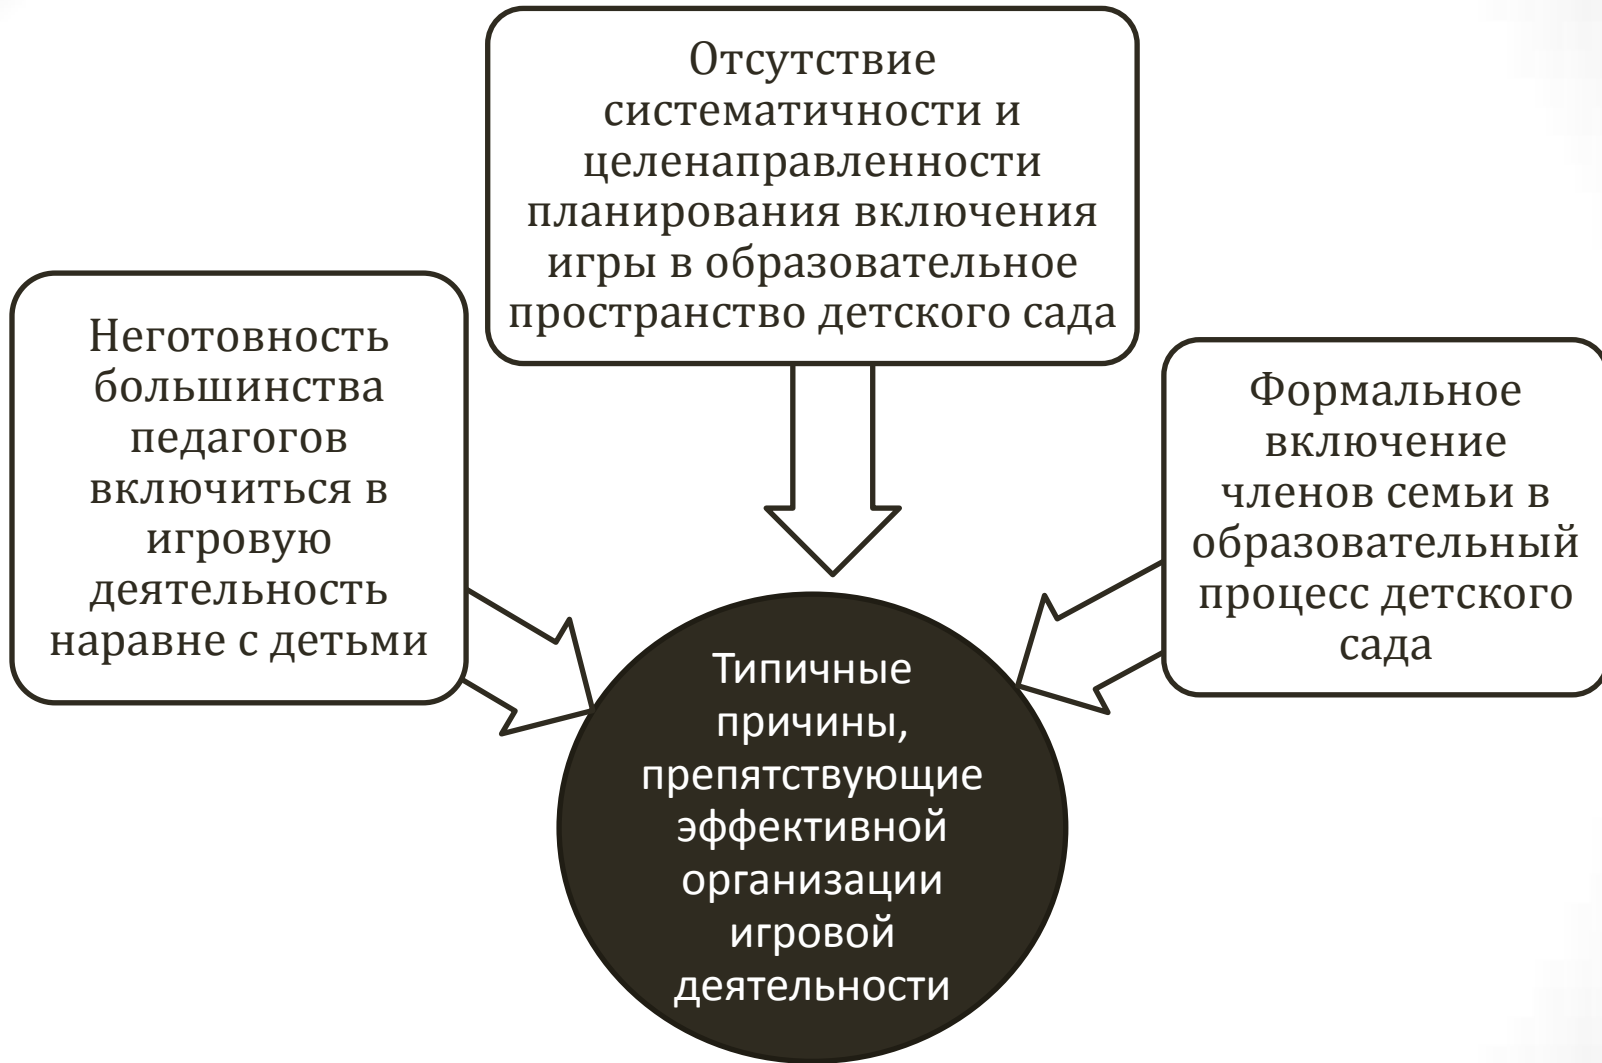 Отсутствие
систематичности и
целенаправленности
планирования включения
игры в образовательное
пространство детского сада
Неготовность
большинства
педагогов
включиться в
игровую
деятельность
наравне с детьми
Формальное
включение
членов семьи в
образовательный
процесс детского
сада
Типичные
причины,
препятствующие
эффективной
организации
игровой
деятельности